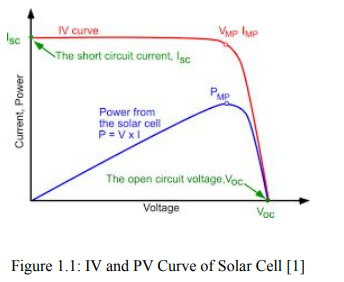 IV curve
VMP IMP
ISC
The short circuit current, ISC
Current, Power
PMP
Power from
the solar cell
P = V x I
The open circuit voltage,VOC
Voltage
VOC
Figure 1.1: IV and PV Curve of Solar Cell [1]